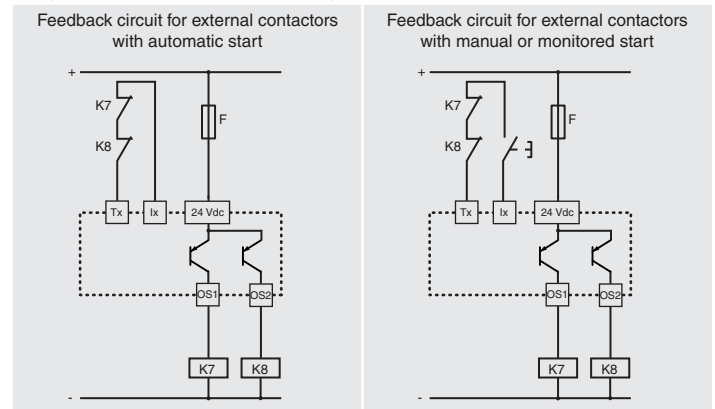 Feedback circuit for external contactors
with automatic start
+
K7
F
K8
Tx
Ix
24 Vdc
OS1
OS2
K7
K8
-
Feedback circuit for external contactors
with manual or monitored start
+
K7
F
K8
Tx
Ix
24 Vdc
OS1
OS2
K7
K8
-